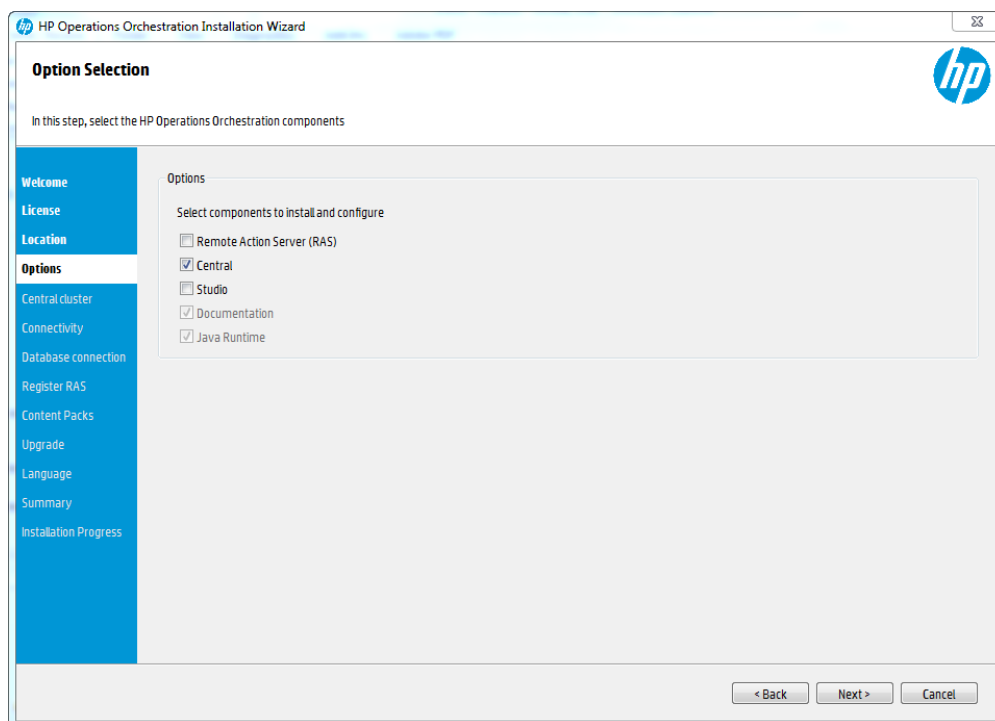 HP Operations Orchestration Installation Wizard
Option Selection
hp
In this step, select the HP Operations Orchestration components
Welcome
License
Location
Options
Central cluster
Connectivity
Database connection
Register RAS
Content Packs
Upgrade
Language
Summary
Installation Progress
Options
Select components to install and configure
Remote Action Server (RAS)
Central
Studio
Documentation
Java Runtime
< Back
Next >
Cancel